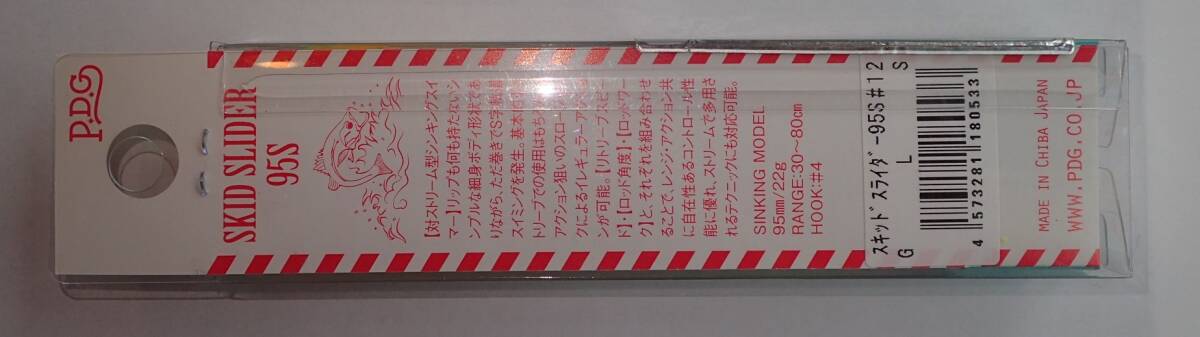 P.D.G
SKID SLIDER
95S
【対ストリーム型シンキングスイ
マー】リップも何も持たないシ
ンプルな細身ボディ形状であ
りながら、ただ巻きでS字軌道
スイミングを発生。基本のス
トリーブでの使用はもち
アクション狙いのスロー
クによるイレギュラーア
ンが可能。【リトリーブスピー
ド】・【ロッド角度】・【ロッドワー
ク】と、それぞれを組み合わせ
ることで、レンジ・アクション共
に自在性あるコントロール性
能に優れ、ストリームで多用さ
れるテクニックにも対応可能。
SINKING MODEL
95mm/22g
RANGE:30〜80cm
HOOK:#4
スキッドスライダー95S#12
G L S
4 573281 180533
MADE IN CHIBA JAPAN
WWW.PDG.CO.JP